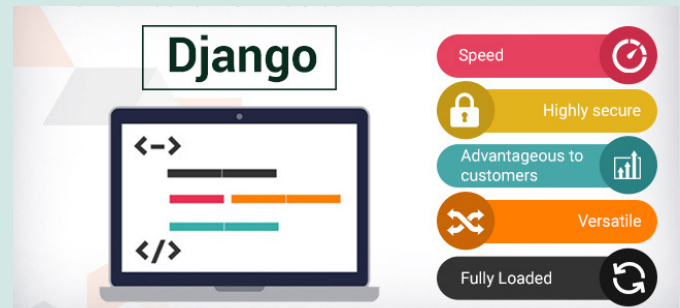 Django
<->
</>
Speed
Highly secure
Advantageous to
customers
Versatile
Fully Loaded